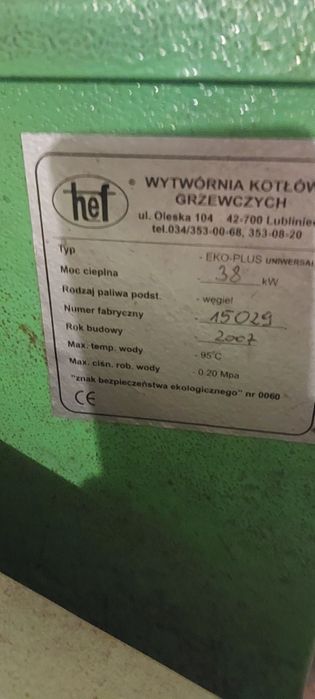 hef ®
WYTWÓRNIA KOTŁÓW
GRZEWCZYCH
ul. Oleska 104 42-700 Lubliniec
tel.034/353-00-68, 353-08-20
Typ - EKO-PLUS UNIWERSAL
Moc cieplna 38 kW
Rodzaj paliwa podst. - węgiel
Numer fabryczny - 15029
Rok budowy 2007
Max. temp. wody - 95°C
Max. ciśn. rob. wody - 0.20 Mpa
"znak bezpieczeństwa ekologicznego" nr 0060
CE